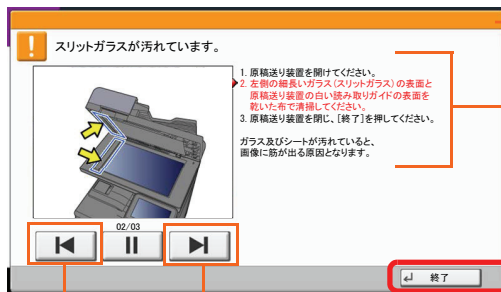 スリットガラスが汚れています。
1. 原稿送り装置を開けてください。
2. 左側の細長いガラス(スリットガラス)の表面と
原稿送り装置の白い読み取りガイドの表面を
乾いた布で清掃してください。
3. 原稿送り装置を閉じ、[終了]を押してください。
ガラス及びシートが汚れていると、
画像に筋が出る原因となります。
02/03
終了